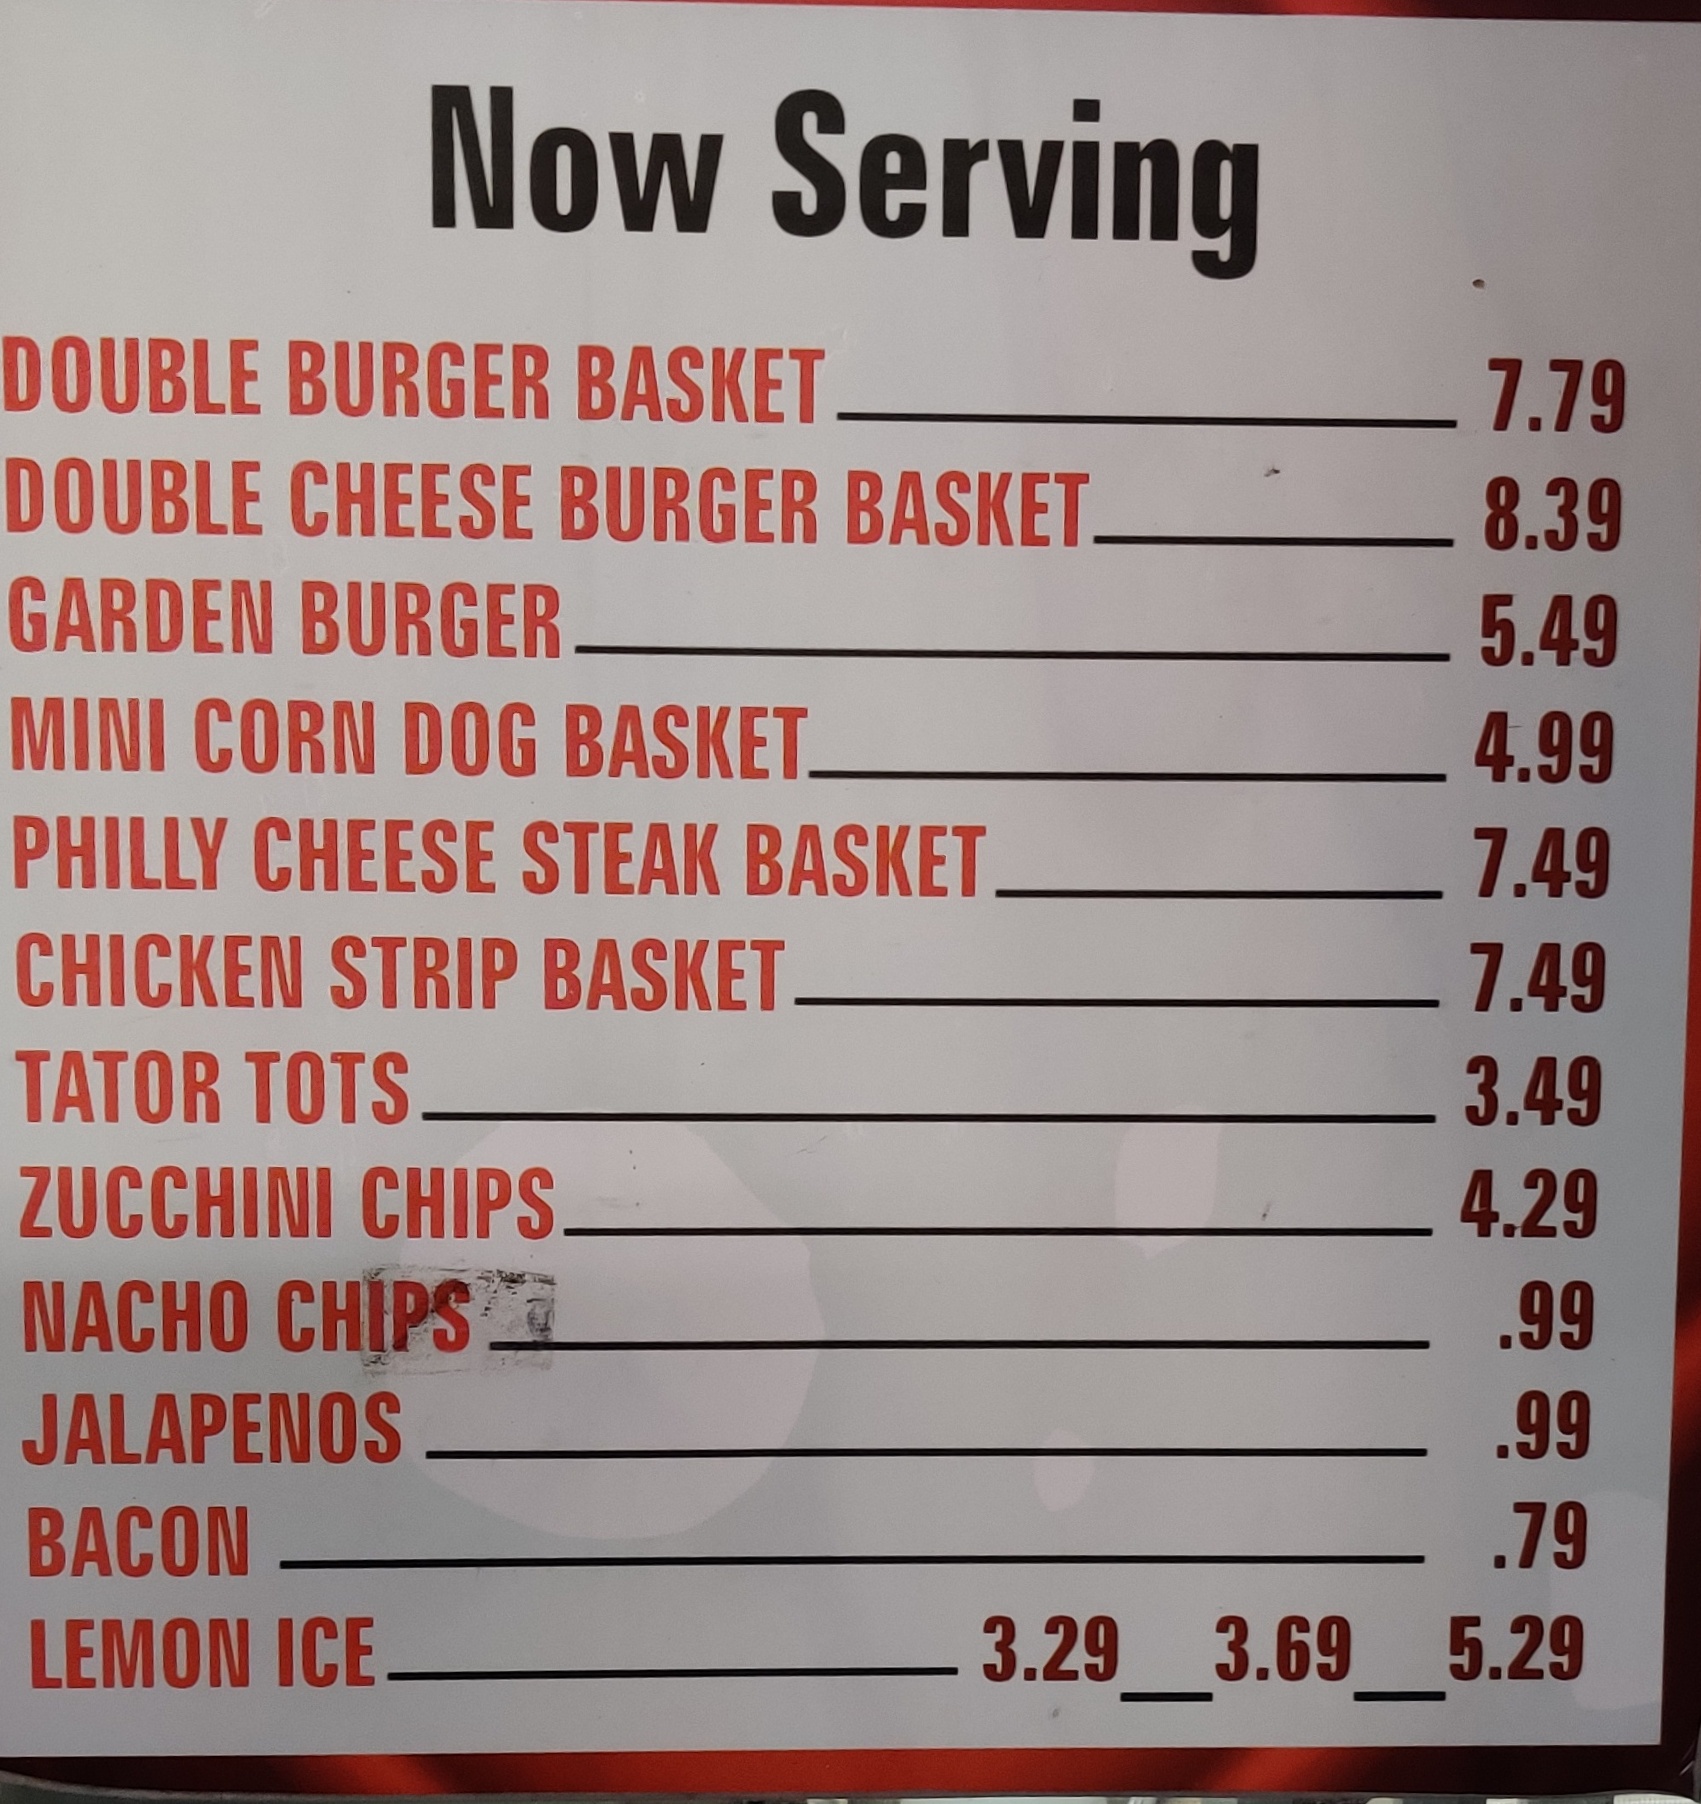 Now Serving
DOUBLE BURGER BASKET 7.79
DOUBLE CHEESE BURGER BASKET 8.39
GARDEN BURGER 5.49
MINI CORN DOG BASKET 4.99
PHILLY CHEESE STEAK BASKET 7.49
CHICKEN STRIP BASKET 7.49
TATOR TOTS 3.49
ZUCCHINI CHIPS 4.29
NACHO CHIPS .99
JALAPENOS .99
BACON .79
LEMON ICE 3.29 3.69 5.29